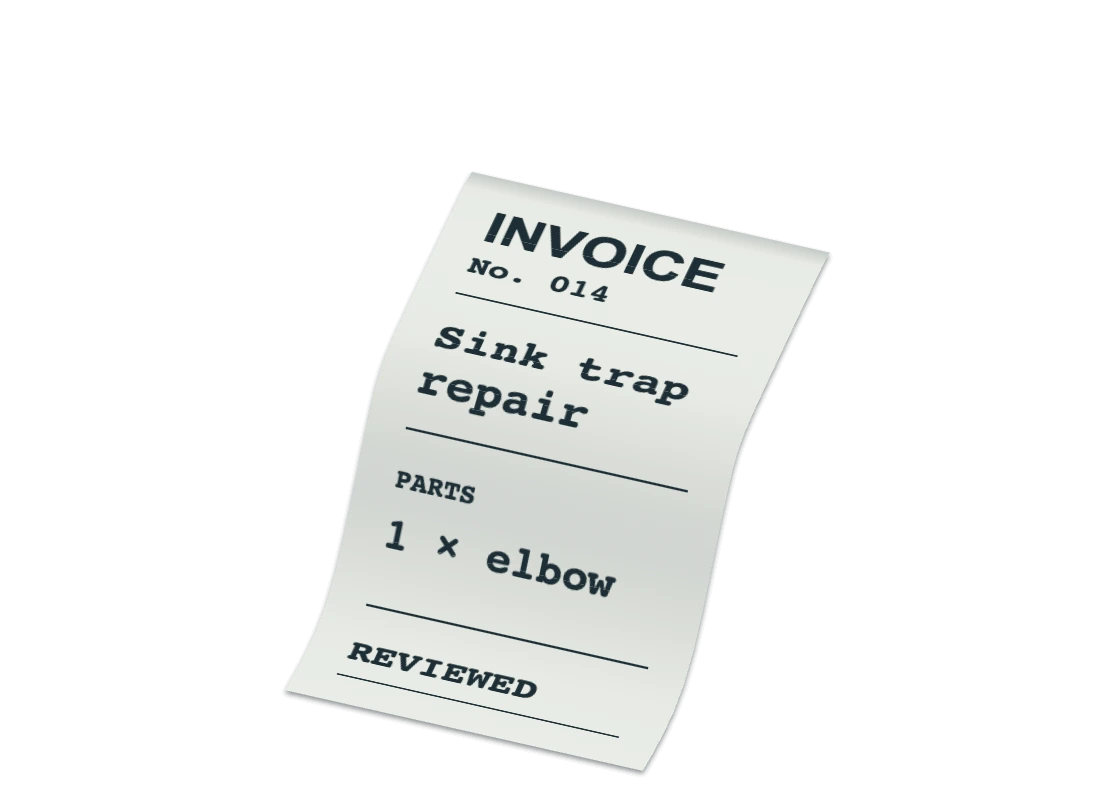 INVOICE
No. 014
Sink trap
repair
PARTS
1 × elbow
REVIEWED